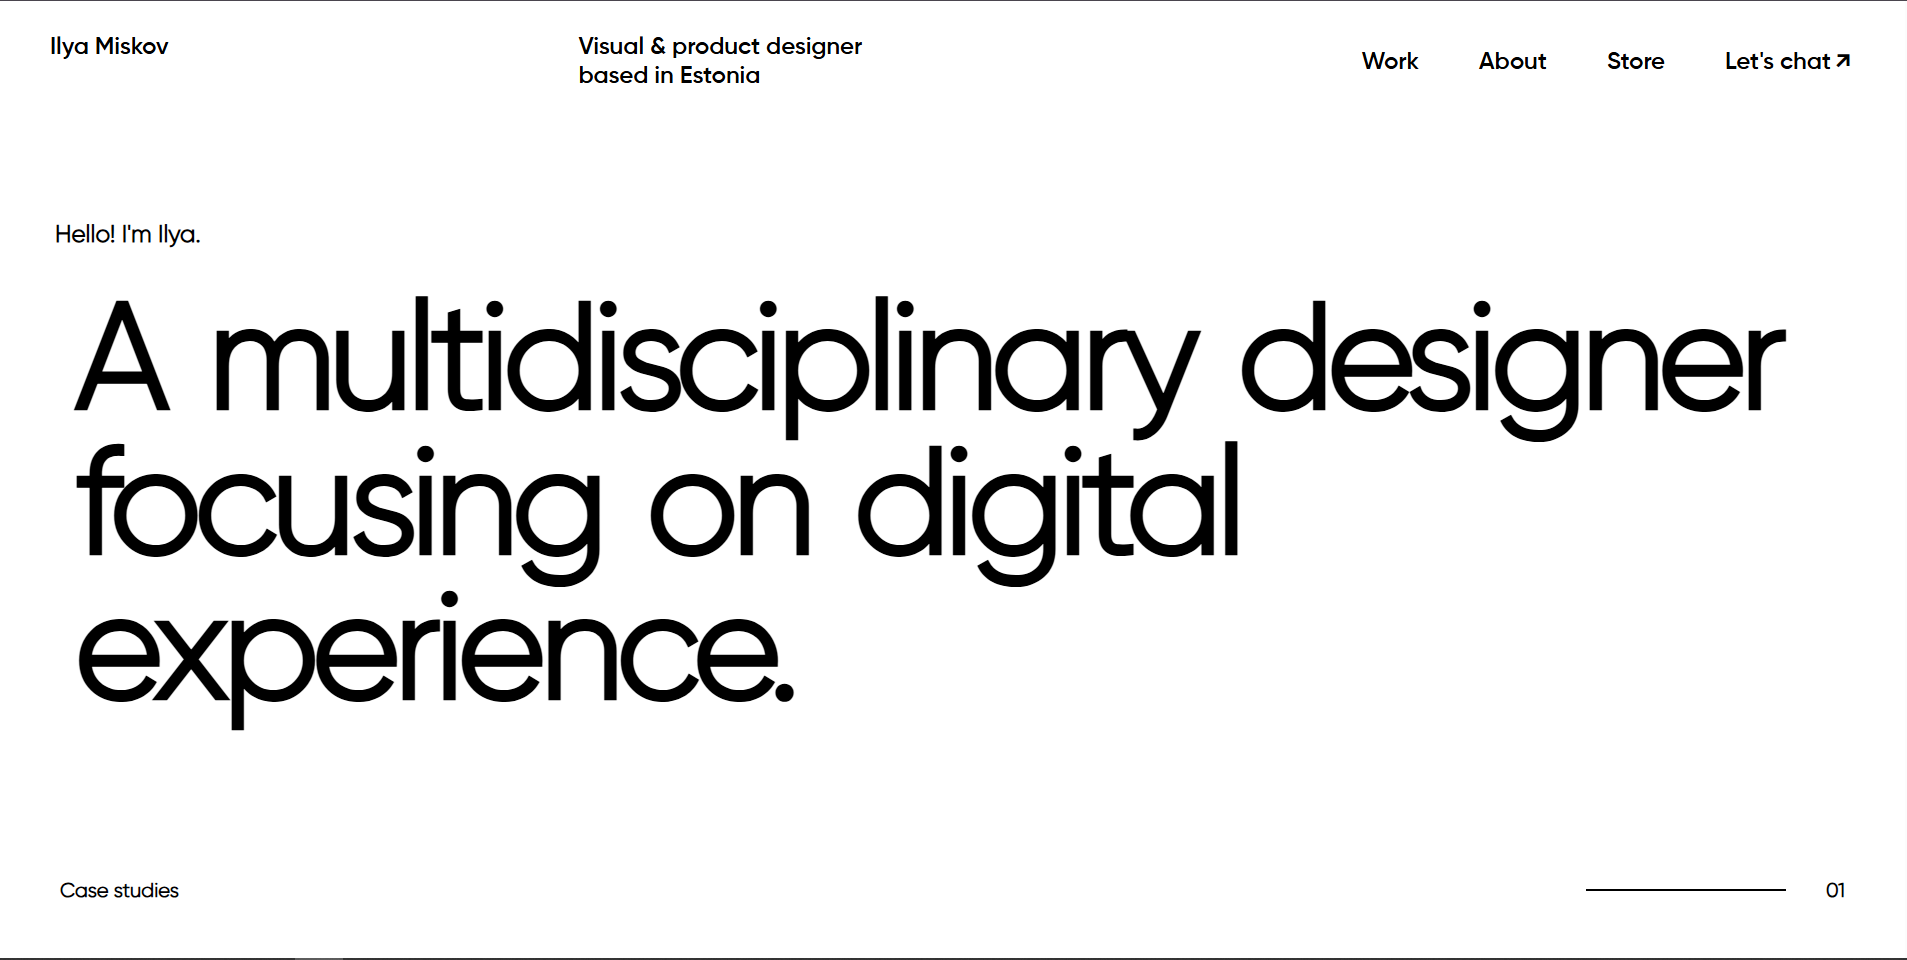 Ilya Miskov
Visual & product designer
based in Estonia
Work
About
Store
Let's chat
Hello! I'm Ilya.
A multidisciplinary designer
focusing on digital
experience.
Case studies
01